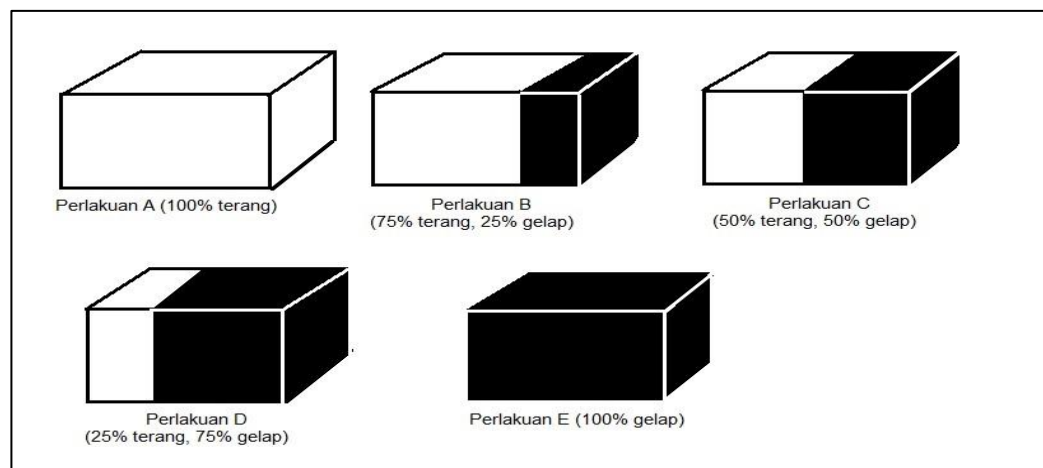 Perlakuan A (100% terang)
Perlakuan B
(75% terang, 25% gelap)
Perlakuan C
(50% terang, 50% gelap)
Perlakuan D
(25% terang, 75% gelap)
Perlakuan E (100% gelap)